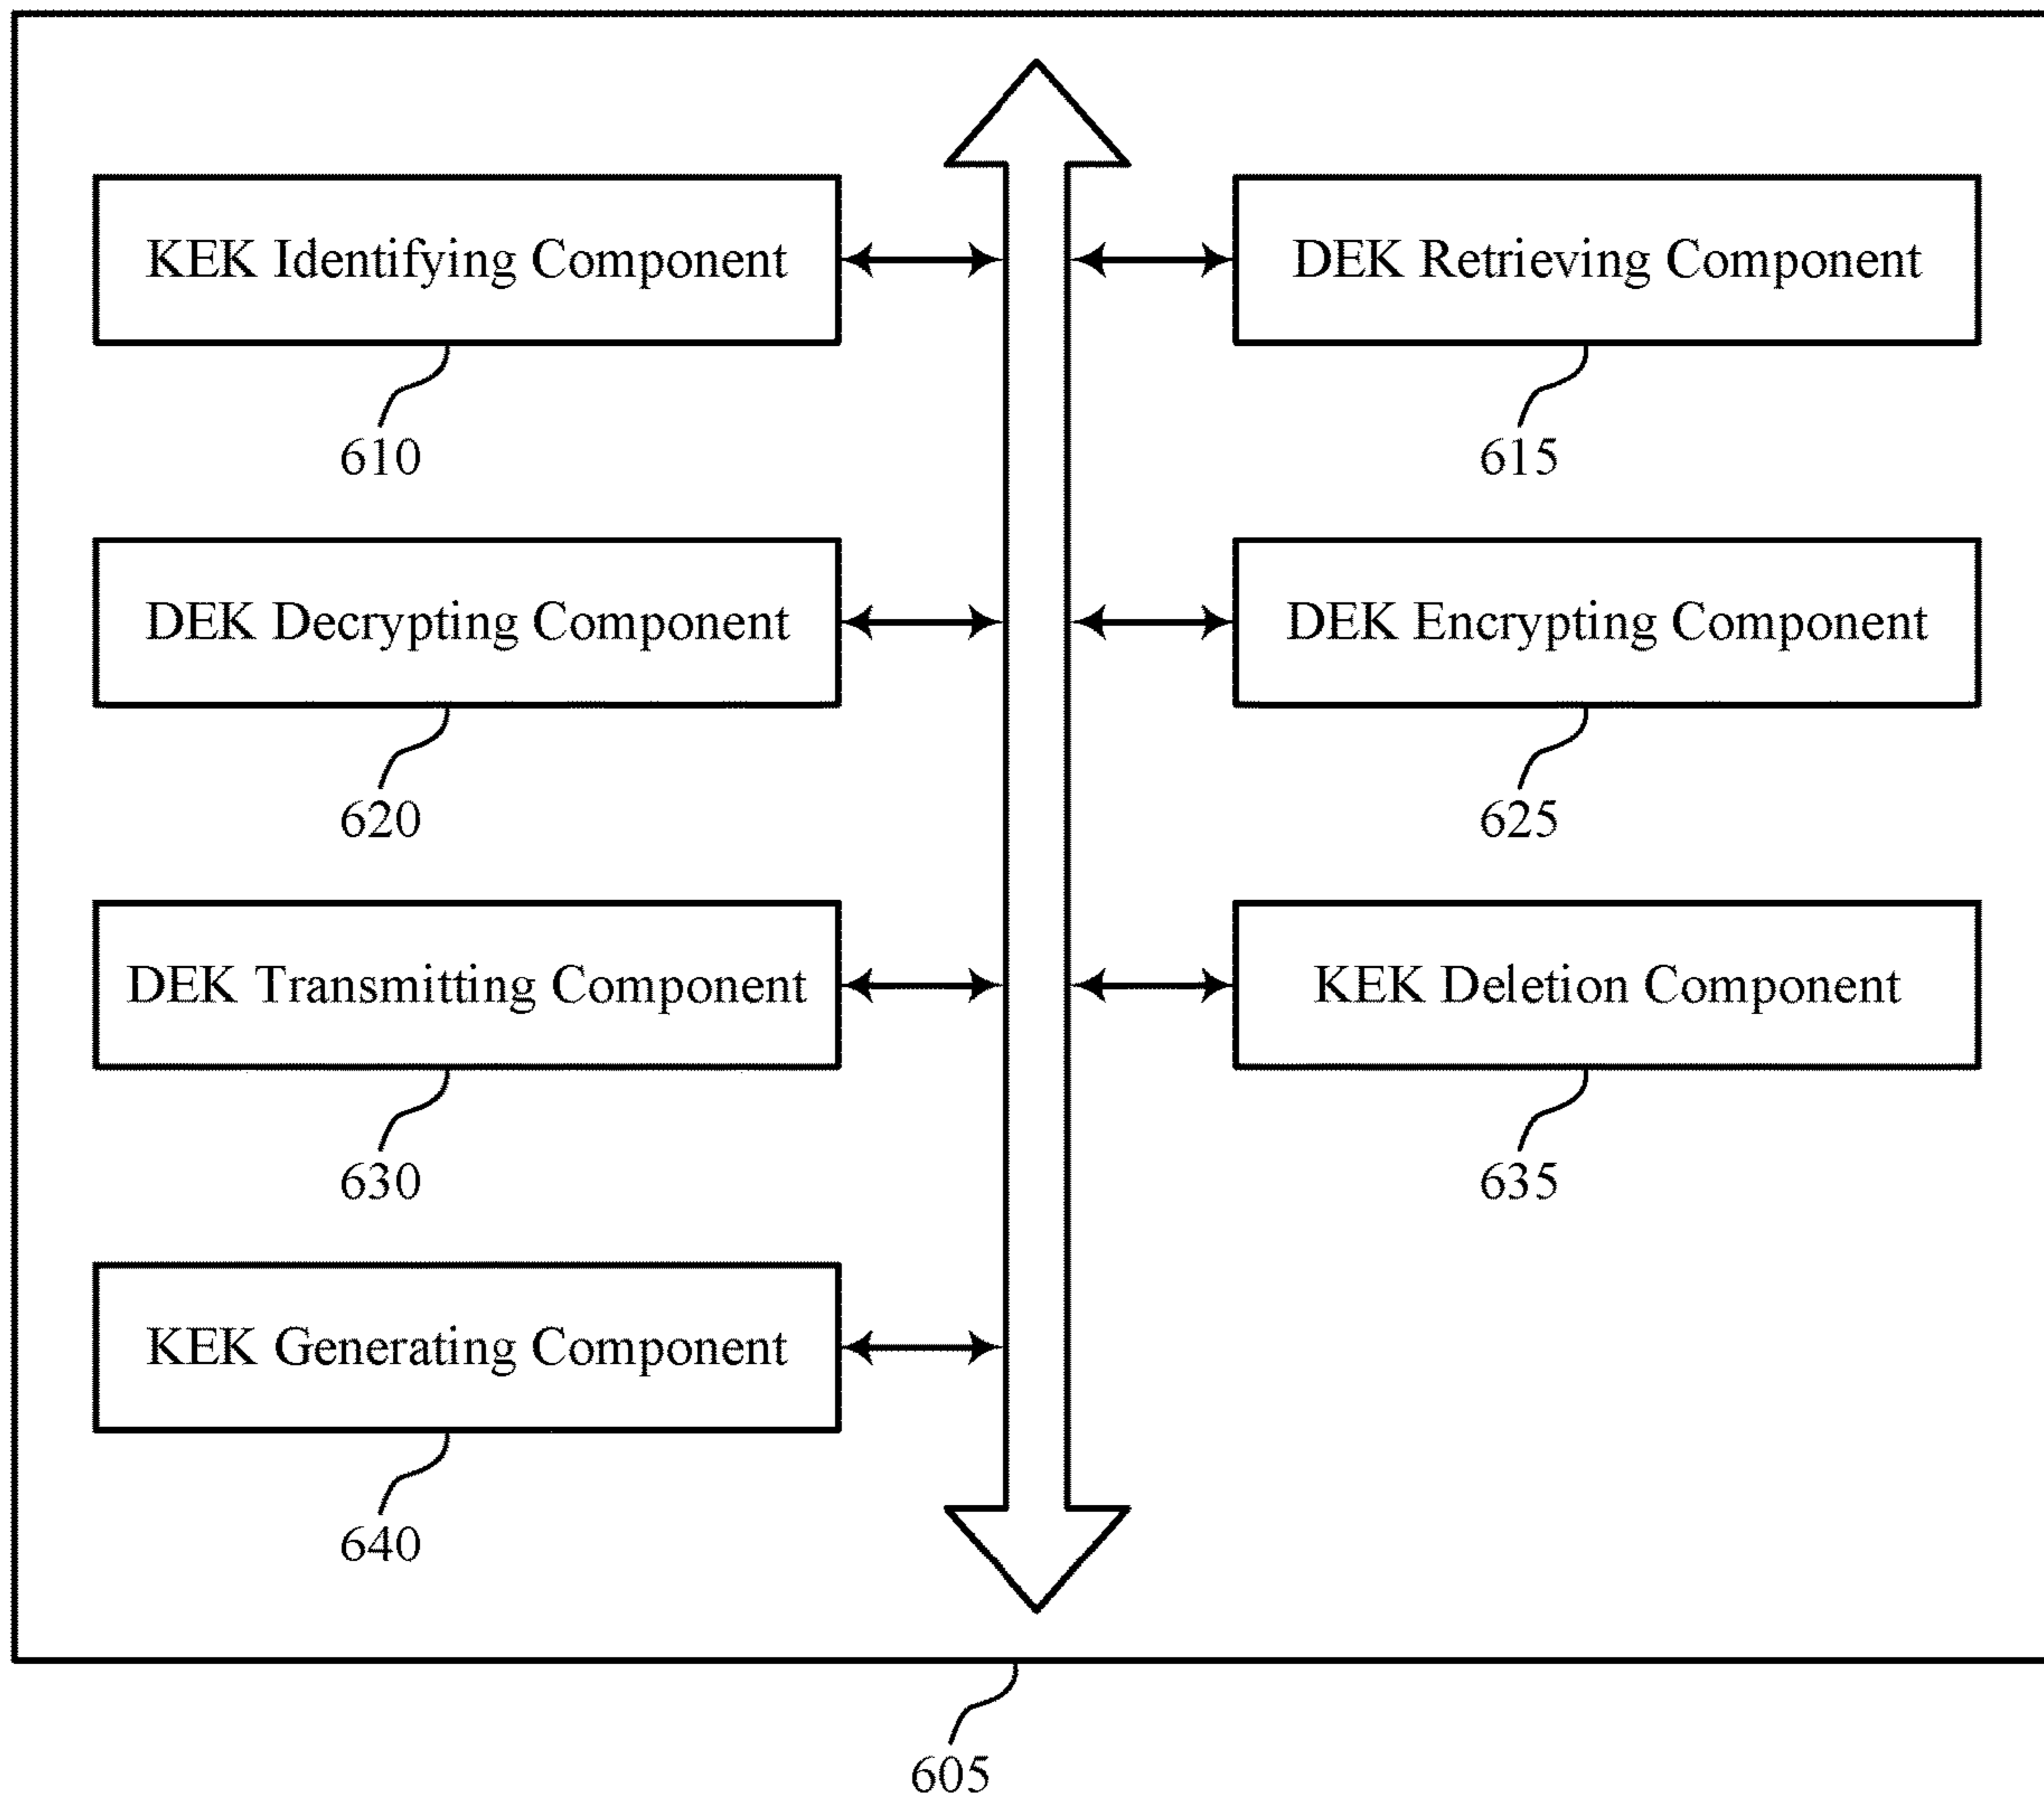 KEK Identifying Component
DEK Retrieving Component
610
615
DEK Decrypting Component
DEK Encrypting Component
620
625
DEK Transmitting Component
KEK Deletion Component
630
635
KEK Generating Component
640
605